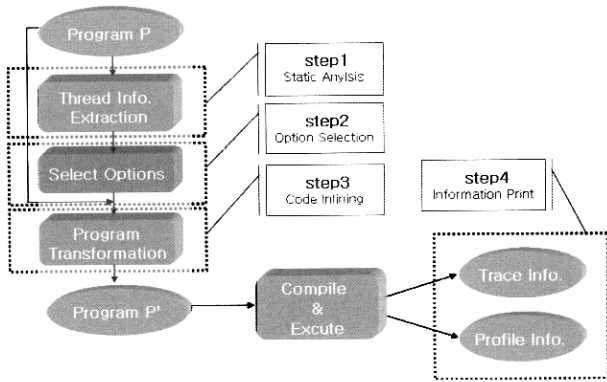 Program P
step1
Static Anylsis
Thread Info.
Extraction
step2
Option Selection
Select Options
step3
Code Inlining
step4
Information Print
Program
Transformation
Trace Info.
Compile
&
Excute
Program P'
Profile Info.